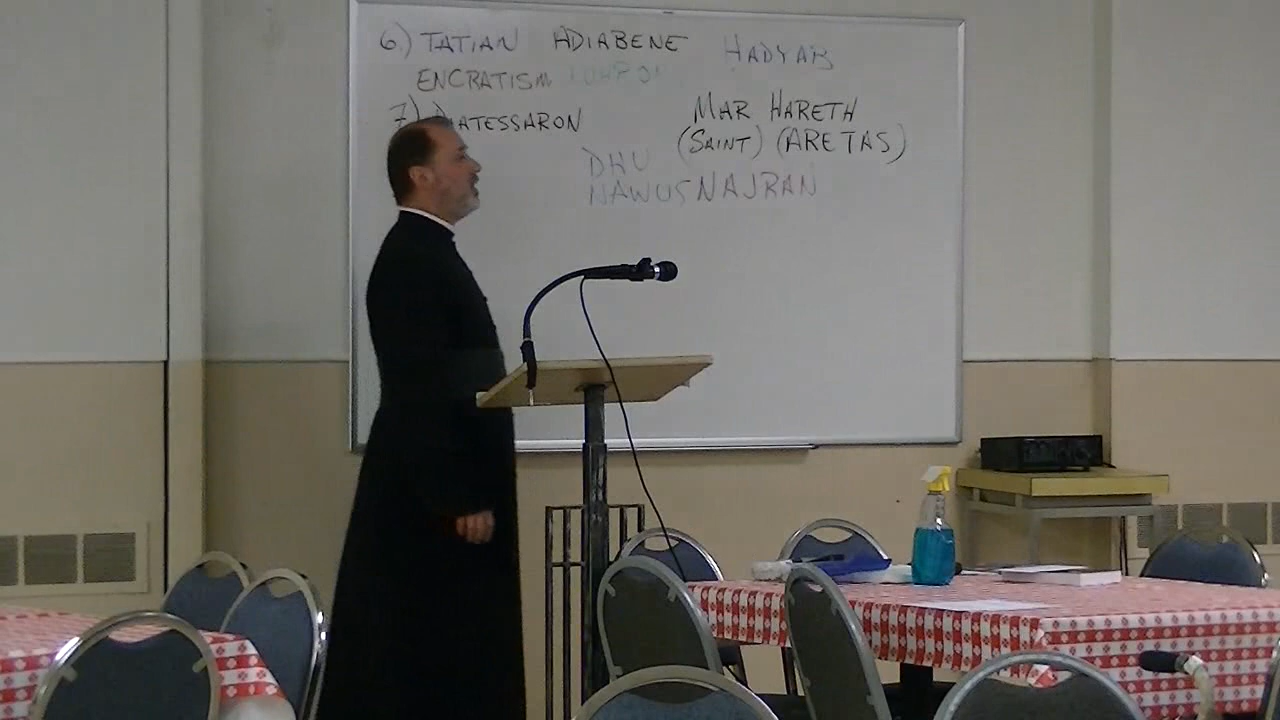 6) TATIAN ADIABENE HADYAB
ENCRATISM
7) DIATESSARON
MAR HARETH
(SAINT) (ARETAS)
DHU
NAWUS NAJRAN